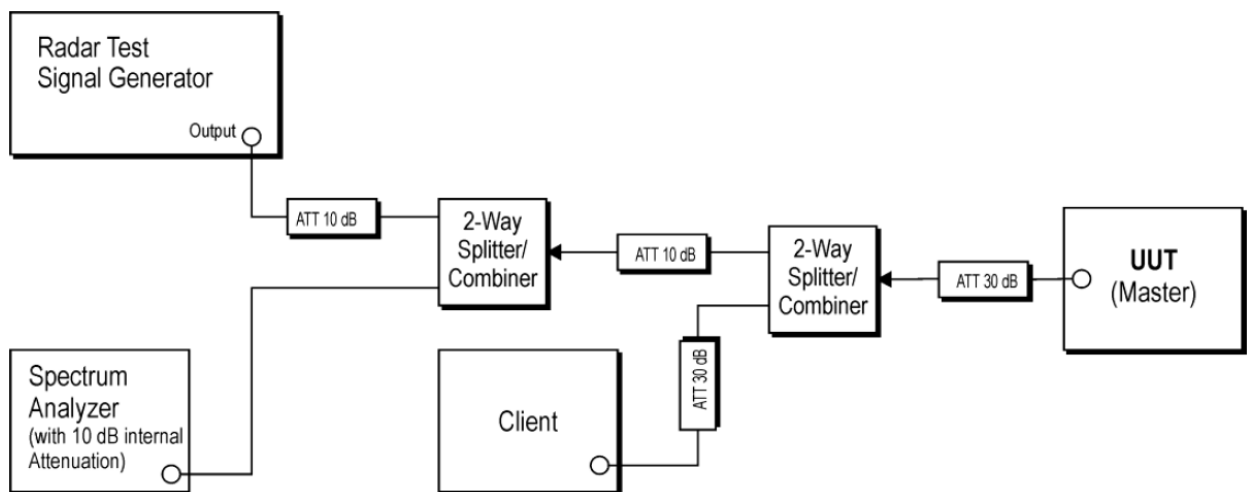 Radar Test
Signal Generator
Output
ATT 10 dB
2-Way
Splitter/
Combiner
ATT 10 dB
2-Way
Splitter/
Combiner
ATT 30 dB
UUT
(Master)
ATT 30 dB
Spectrum
Analyzer
(with 10 dB internal
Attenuation)
Client